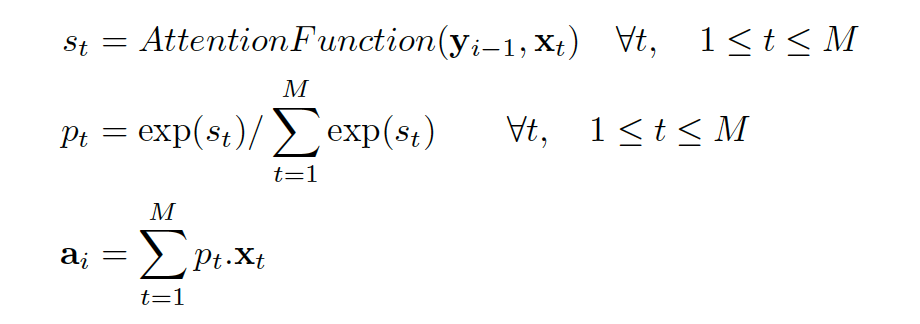 s_t = AttentionFunction(y_{i−1}, x_t)  ∀t,  1 ≤ t ≤ M
p_t = exp(s_t)/ ∑_{t=1}^{M} exp(s_t)  ∀t,  1 ≤ t ≤ M
a_i = ∑_{t=1}^{M} p_t.x_t